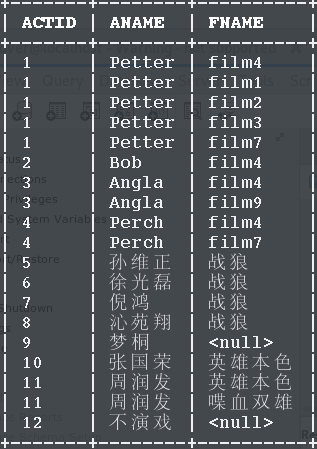 ACTID ANAME FNAME
1 Petter film4
1 Petter film1
1 Petter film2
1 Petter film3
1 Petter film7
2 Bob film4
3 Angla film4
3 Angla film9
4 Perch film4
4 Perch film7
5 孙维正 战狼
6 徐光磊 战狼
7 倪鸿 战狼
8 沁苑翔 战狼
9 梦桐 <null>
10 张国荣 英雄本色
11 周润发 英雄本色
11 周润发 喋血双雄
12 不演戏 <null>